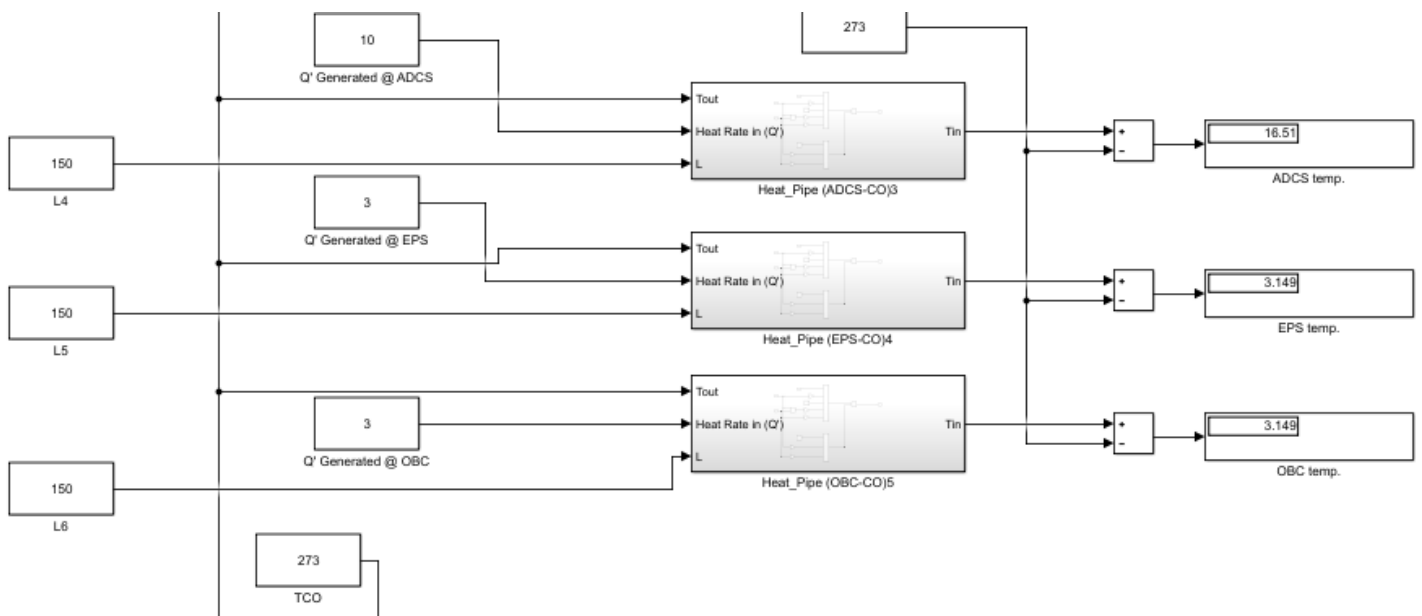 10
Q' Generated @ ADCS
273
Tout
Heat Rate in (Q')
L
Tin
Heat_Pipe (ADCS-CO)3
+
−
16.51
ADCS temp.
150
L4
3
Q' Generated @ EPS
Tout
Heat Rate in (Q')
L
Tin
Heat_Pipe (EPS-CO)4
+
−
3.149
EPS temp.
150
L5
Tout
Heat Rate in (Q')
L
Tin
Heat_Pipe (OBC-CO)5
+
−
3.149
OBC temp.
3
Q' Generated @ OBC
150
L6
273
TCO